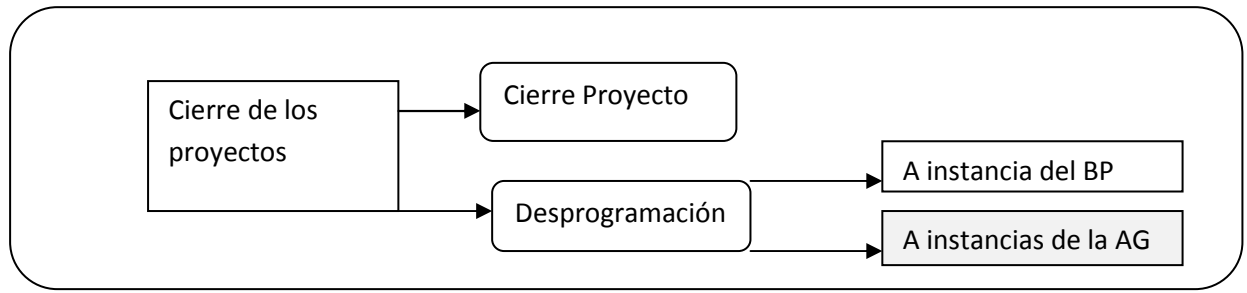 Cierre de los
proyectos
Cierre Proyecto
Desprogramación
A instancia del BP
A instancias de la AG